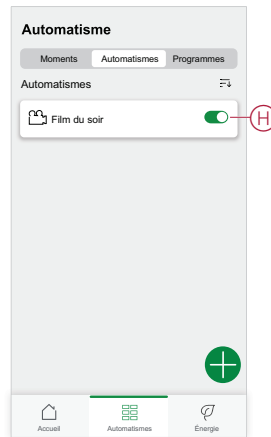 Automatisme
Moments Automatismes Programmes
Automatismes
Film du soir
H
Accueil Automatismes Énergie